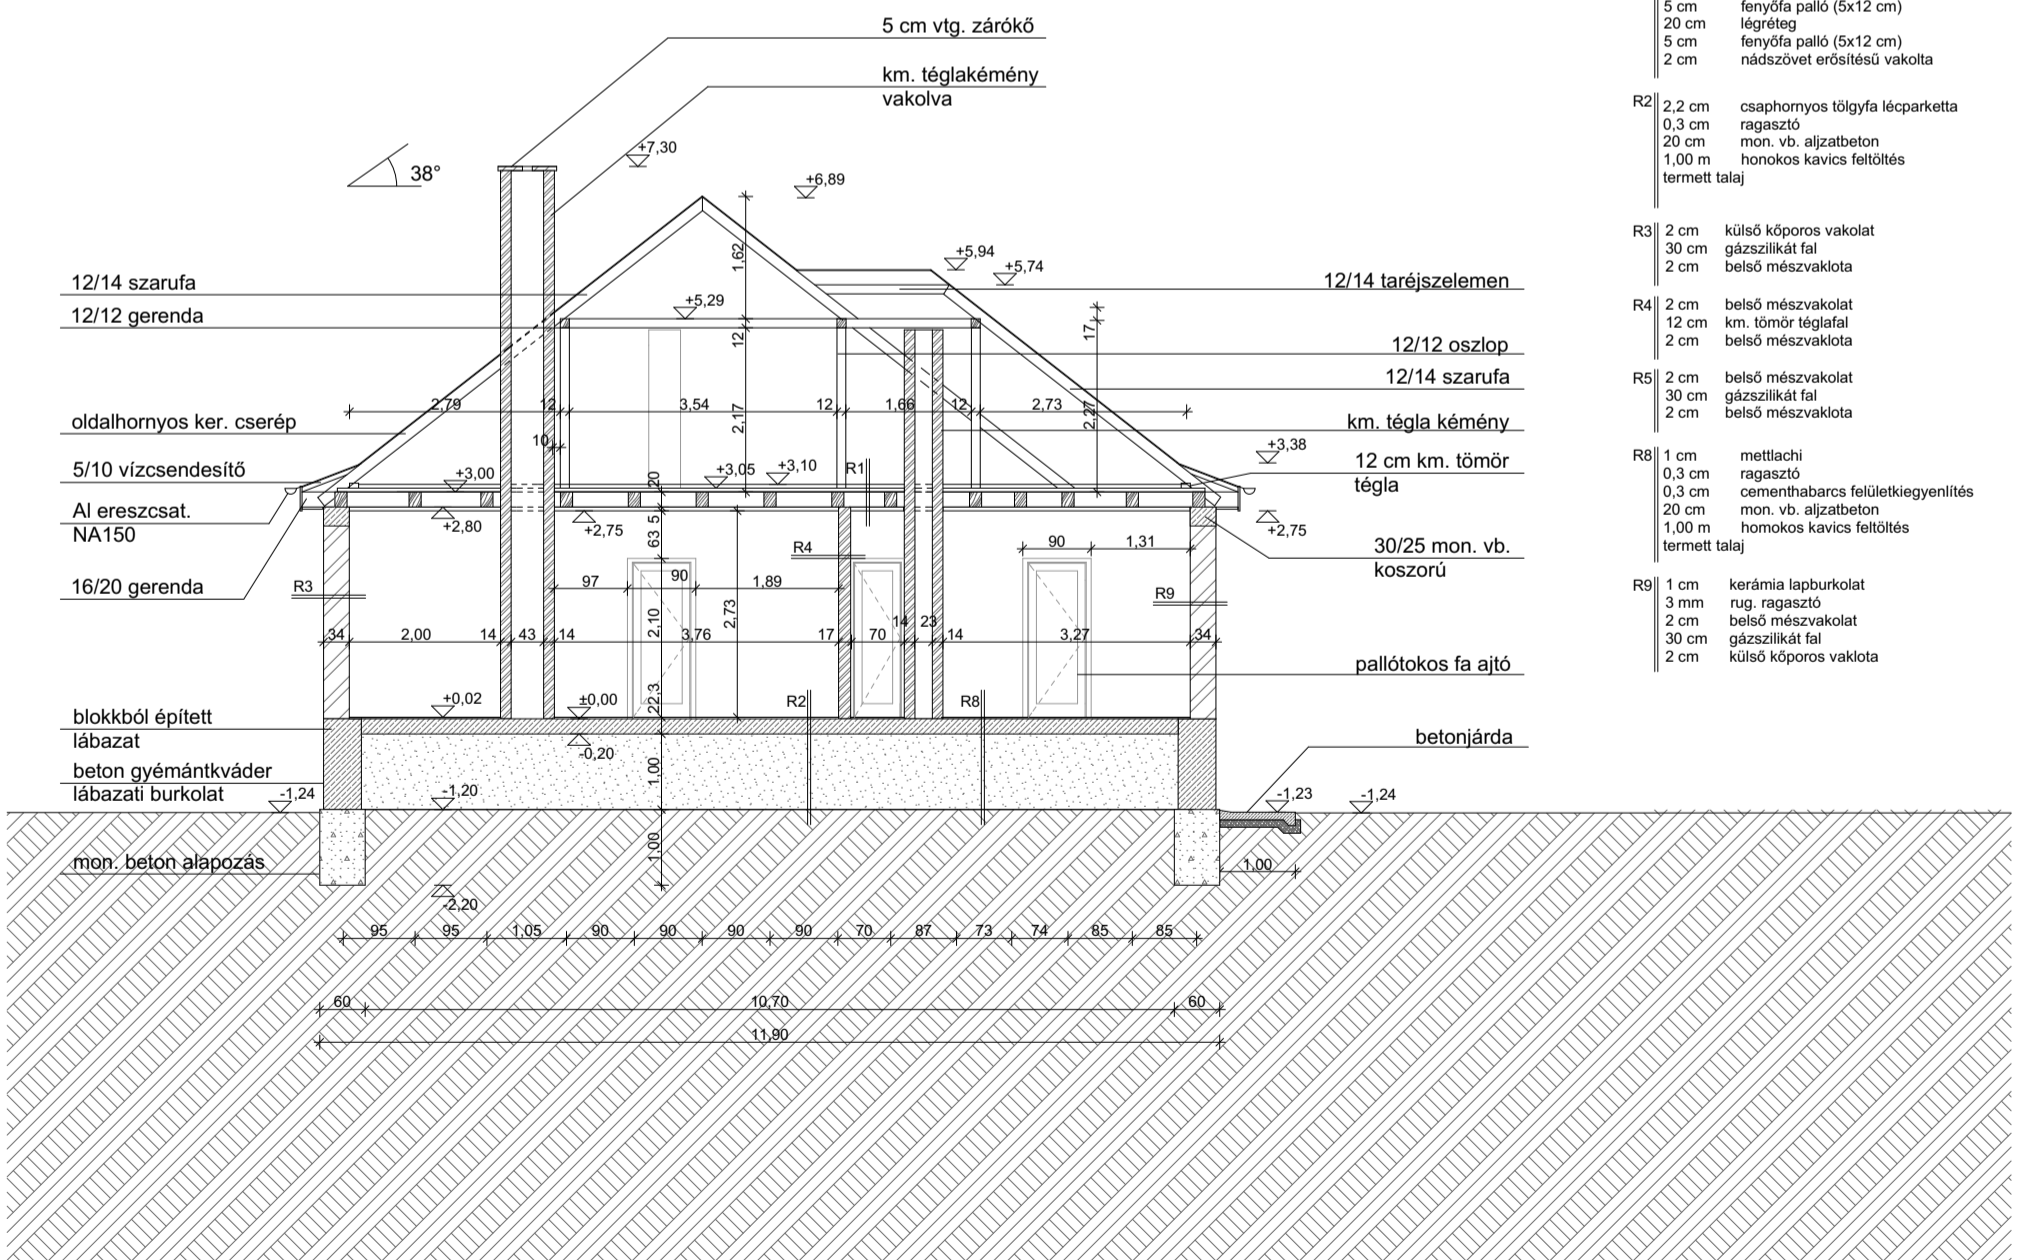 5 cm vtg. zárókő
km. téglakémény
vakolva
38°
+7,30
+6,89
+5,94
+5,74
+5,29
1,62
12
2,17
17
2,27
12/14 szarufa
12/12 gerenda
oldalhornyos ker. cserép
5/10 vízcsendesítő
Al ereszcsat.
NA150
16/20 gerenda
blokkból épített
lábazat
beton gyémántkváder
lábazati burkolat
mon. beton alapozás
12/14 taréjszelemen
12/12 oszlop
12/14 szarufa
km. tégla kémény
12 cm km. tömör
tégla
30/25 mon. vb.
koszorú
pallótokos fa ajtó
betonjárda
2,79
12
3,54
12
1,66
12
2,73
10
+3,00
+3,05
+3,10
R1
+3,38
20
+2,80
+2,75
+2,75
5
63
R4
90
1,31
R3
97
90
1,89
R9
2,10
2,73
34
2,00
14
43
14
3,76
17
70
14
23
14
3,27
34
+0,02
±0,00
22,3
R2
R8
-0,20
1,00
-1,24
-1,20
-1,23
-1,24
1,00
1,00
-2,20
95
95
1,05
90
90
90
90
70
87
73
74
85
85
60
10,70
60
11,90
5 cm fenyőfa palló (5x12 cm)
20 cm légréteg
5 cm fenyőfa palló (5x12 cm)
2 cm nádszövet erősítésű vakolta
R2 2,2 cm csaphornyos tölgyfa lécparketta
0,3 cm ragasztó
20 cm mon. vb. aljzatbeton
1,00 m honokos kavics feltöltés
termett talaj
R3 2 cm külső kőporos vakolat
30 cm gázszilikát fal
2 cm belső mészvaklota
R4 2 cm belső mészvakolat
12 cm km. tömör téglafal
2 cm belső mészvaklota
R5 2 cm belső mészvakolat
30 cm gázszilikát fal
2 cm belső mészvaklota
R8 1 cm mettlachi
0,3 cm ragasztó
0,3 cm cementhabarcs felületkiegyenlítés
20 cm mon. vb. aljzatbeton
1,00 m homokos kavics feltöltés
termett talaj
R9 1 cm kerámia lapburkolat
3 mm rug. ragasztó
2 cm belső mészvakolat
30 cm gázszilikát fal
2 cm külső kőporos vaklota